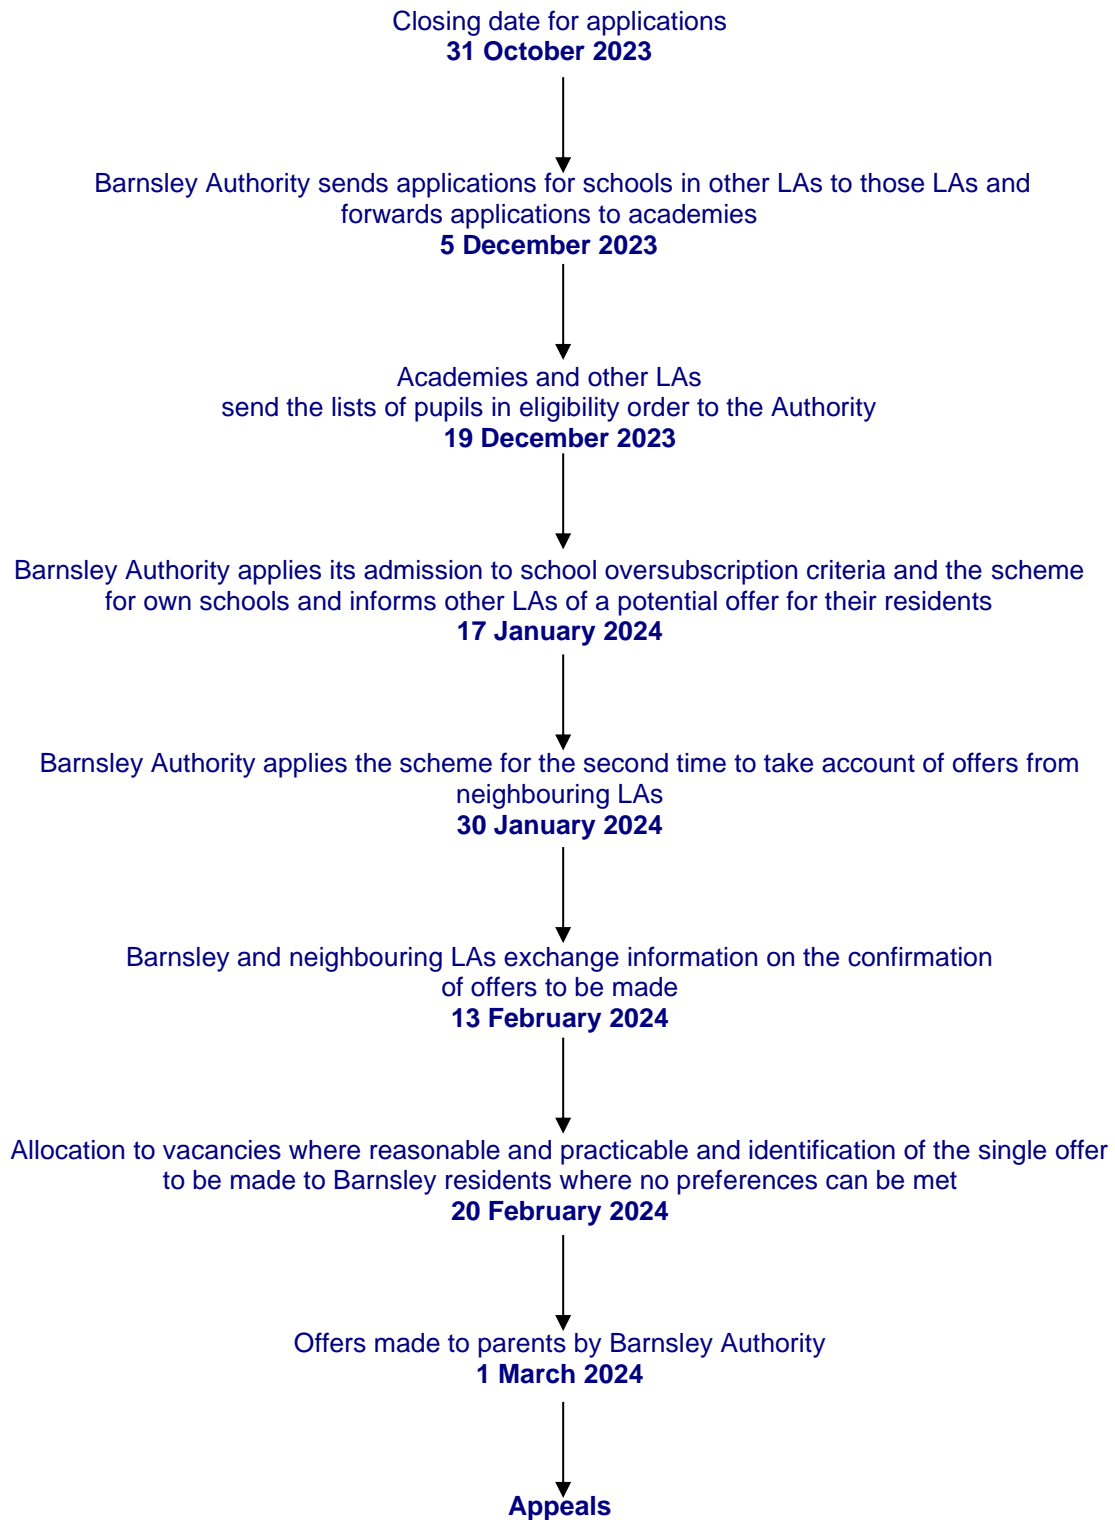 Closing date for applications
31 October 2023
Barnsley Authority sends applications for schools in other LAs to those LAs and
forwards applications to academies
5 December 2023
Academies and other LAs
send the lists of pupils in eligibility order to the Authority
19 December 2023
Barnsley Authority applies its admission to school oversubscription criteria and the scheme
for own schools and informs other LAs of a potential offer for their residents
17 January 2024
Barnsley Authority applies the scheme for the second time to take account of offers from
neighbouring LAs
30 January 2024
Barnsley and neighbouring LAs exchange information on the confirmation
of offers to be made
13 February 2024
Allocation to vacancies where reasonable and practicable and identification of the single offer
to be made to Barnsley residents where no preferences can be met
20 February 2024
Offers made to parents by Barnsley Authority
1 March 2024
Appeals